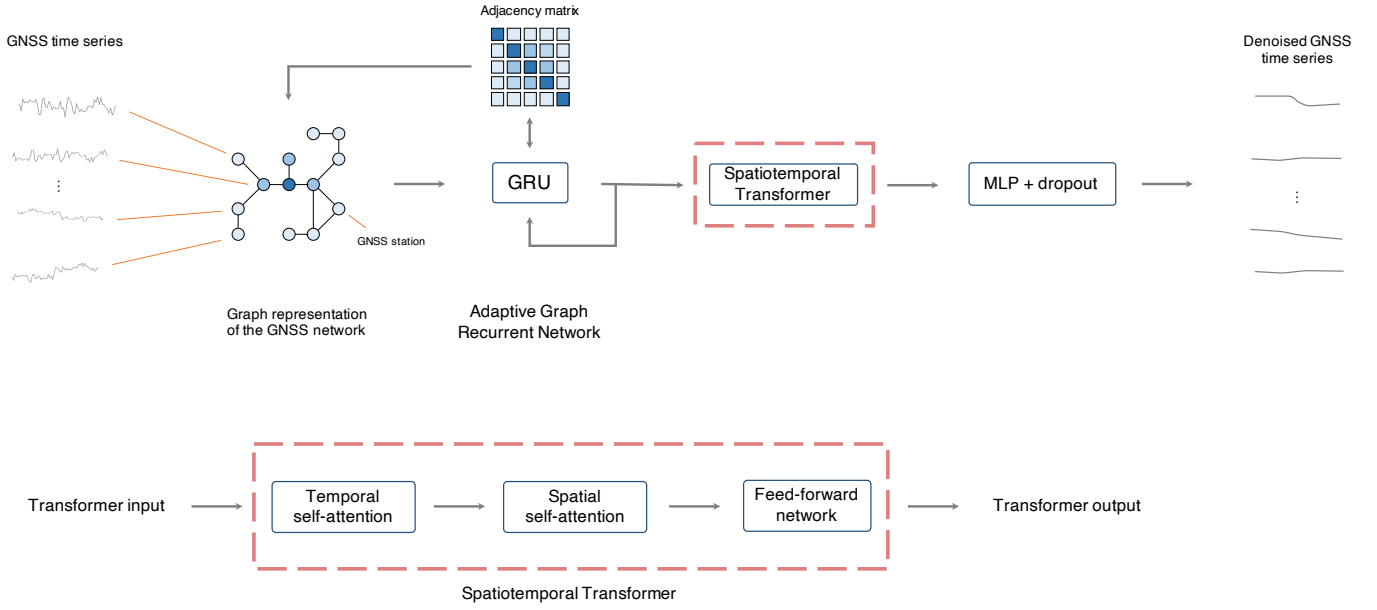 Adjacency matrix
GNSS time series
Denoised GNSS
time series
GRU
Spatiotemporal
Transformer
MLP + dropout
GNSS station
Graph representation
of the GNSS network
Adaptive Graph
Recurrent Network
Transformer input
Temporal
self-attention
Spatial
self-attention
Feed-forward
network
Transformer output
Spatiotemporal Transformer